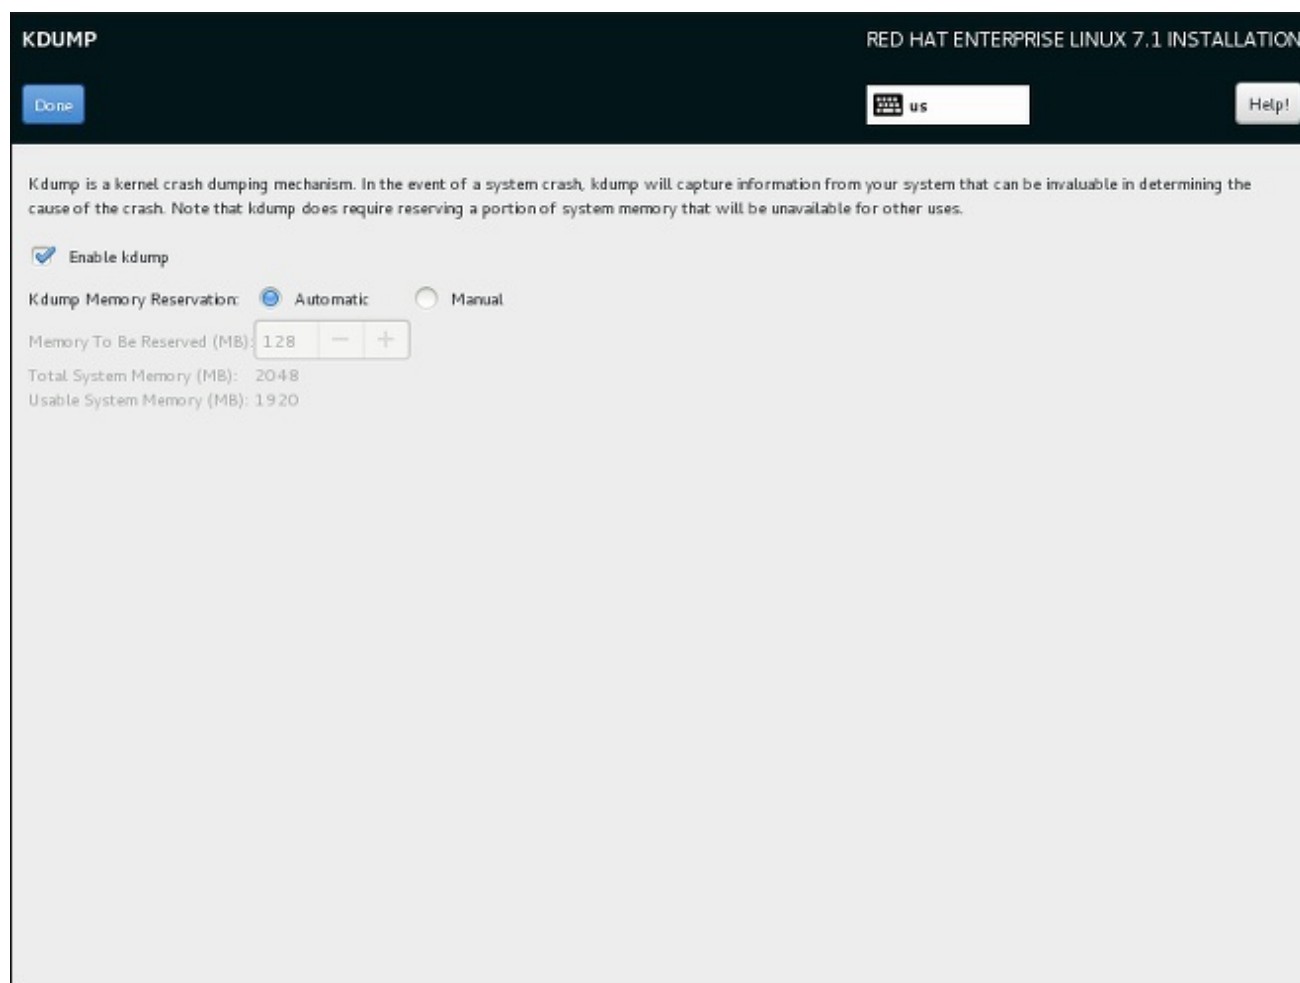 KDUMP
RED HAT ENTERPRISE LINUX 7.1 INSTALLATION
Done
us
Help!
Kdump is a kernel crash dumping mechanism. In the event of a system crash, kdump will capture information from your system that can be invaluable in determining the
cause of the crash. Note that kdump does require reserving a portion of system memory that will be unavailable for other uses.
Enable kdump
Kdump Memory Reservation: Automatic Manual
Memory To Be Reserved (MB): 128 − +
Total System Memory (MB): 2048
Usable System Memory (MB): 1920